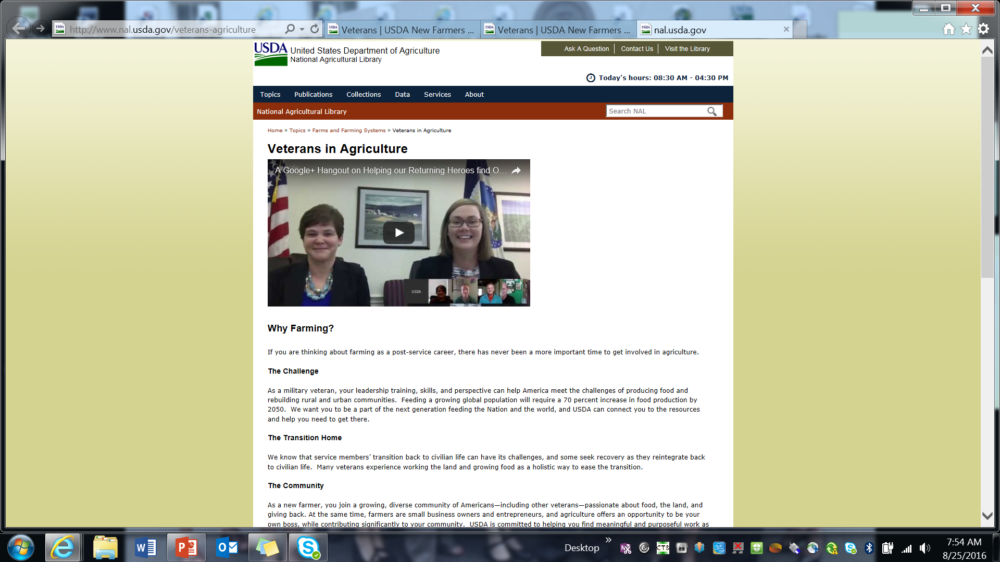 http://www.nal.usda.gov/veterans-agriculture
Veterans | USDA New Farmers ...
Veterans | USDA New Farmers ...
nal.usda.gov
USDA
United States Department of Agriculture
National Agricultural Library
Ask A Question
Contact Us
Visit the Library
Today's hours: 08:30 AM - 04:30 PM
Topics
Publications
Collections
Data
Services
About
National Agricultural Library
Search NAL
Home » Topics » Farms and Farming Systems » Veterans in Agriculture
Veterans in Agriculture
A Google+ Hangout on Helping our Returning Heroes find O...
USDA
Why Farming?
If you are thinking about farming as a post-service career, there has never been a more important time to get involved in agriculture.
The Challenge
As a military veteran, your leadership training, skills, and perspective can help America meet the challenges of producing food and
rebuilding rural and urban communities.  Feeding a growing global population will require a 70 percent increase in food production by
2050.  We want you to be a part of the next generation feeding the Nation and the world, and USDA can connect you to the resources
and help you need to get there.
The Transition Home
We know that service members’ transition back to civilian life can have its challenges, and some seek recovery as they reintegrate back
to civilian life.  Many veterans experience working the land and growing food as a holistic way to ease the transition.
The Community
As a new farmer, you join a growing, diverse community of Americans—including other veterans—passionate about food, the land, and
giving back. At the same time, farmers are small business owners and entrepreneurs, and agriculture offers an opportunity to be your
own boss, while contributing significantly to your community.  USDA is committed to helping you find meaningful and purposeful work as
Desktop
7:54 AM
8/25/2016